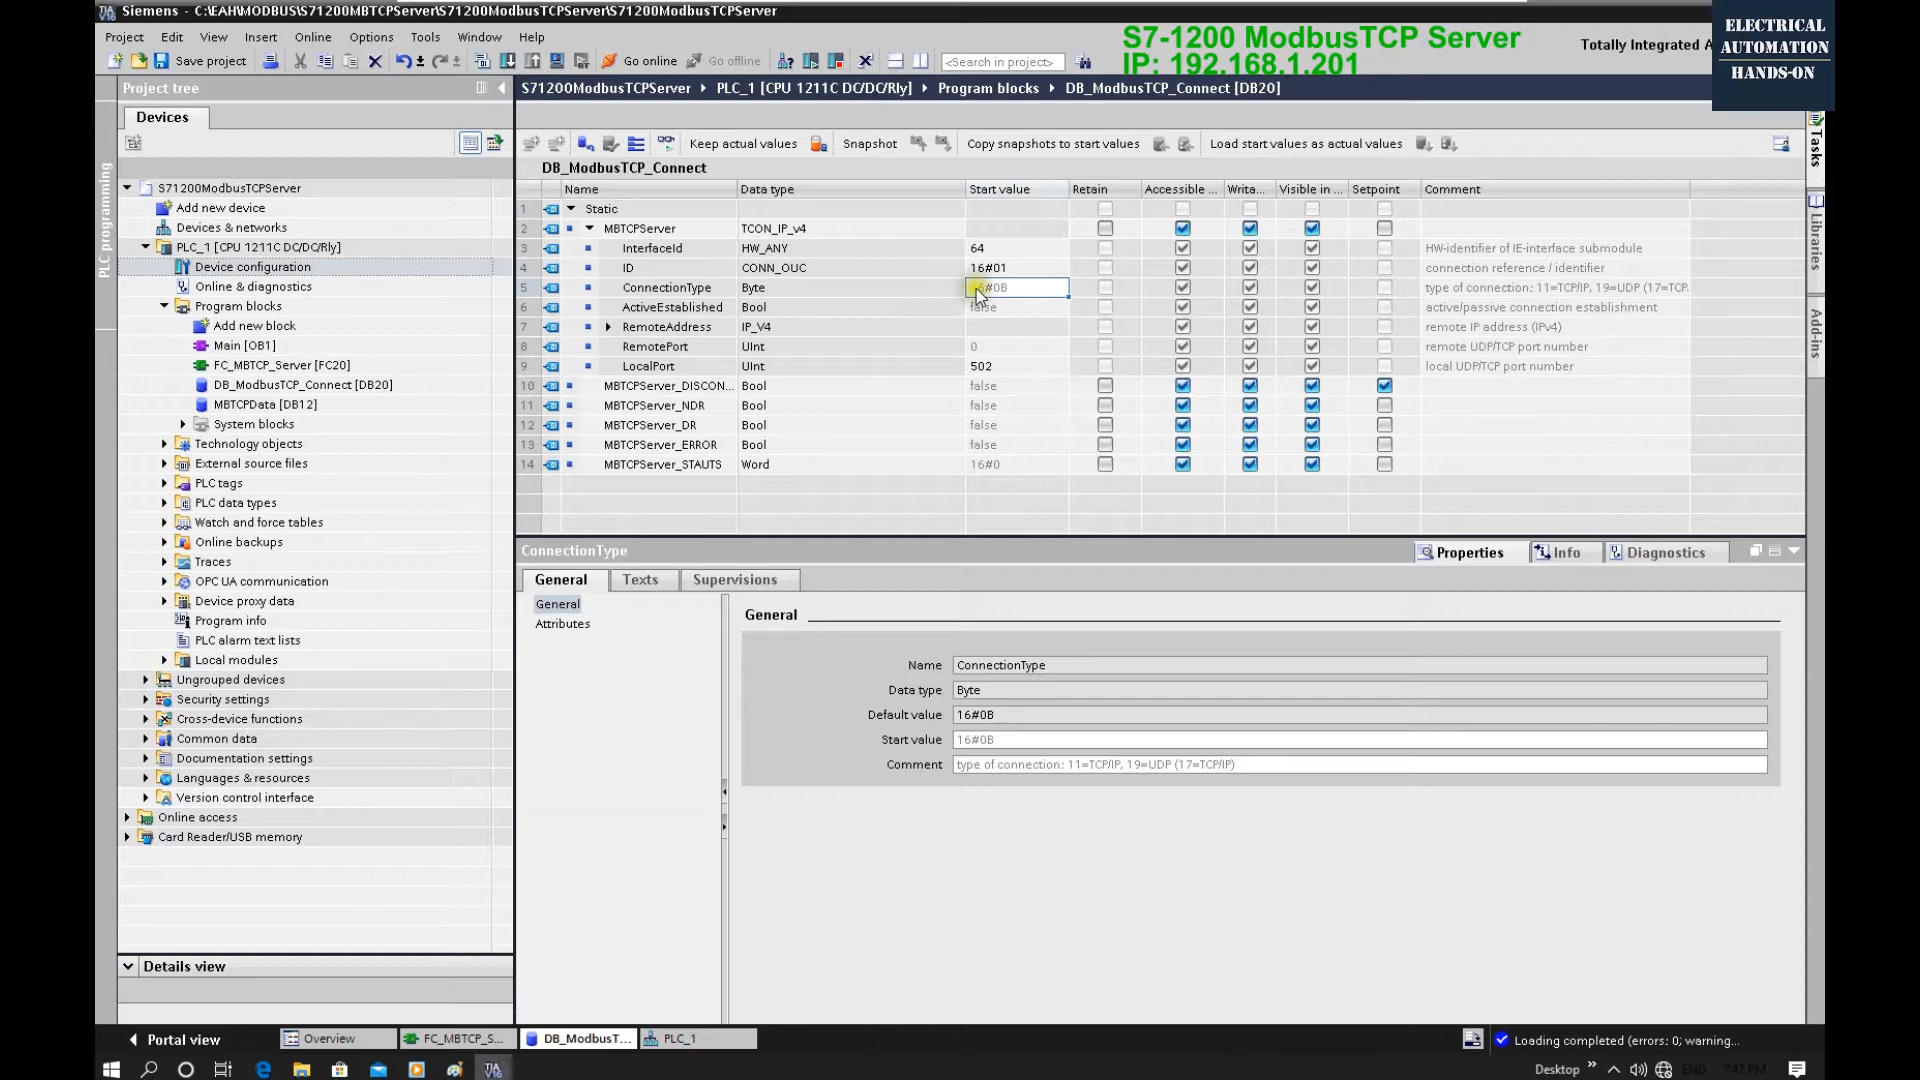 Siemens - C:\EAH\MODBUS\S71200MBTCPServer\S71200ModbusTCPServer\S71200ModbusTCPServer
Project Edit View Insert Online Options Tools Window Help
Save project Go online Go offline <Search in project>
S7-1200 ModbusTCP Server
IP: 192.168.1.201
Totally Integrated A
ELECTRICAL
AUTOMATION
HANDS-ON
Project tree
Devices
PLC programming
S71200ModbusTCPServer
Add new device
Devices & networks
PLC_1 [CPU 1211C DC/DC/Rly]
Device configuration
Online & diagnostics
Program blocks
Add new block
Main [OB1]
FC_MBTCP_Server [FC20]
DB_ModbusTCP_Connect [DB20]
MBTCPData [DB12]
System blocks
Technology objects
External source files
PLC tags
PLC data types
Watch and force tables
Online backups
Traces
OPC UA communication
Device proxy data
Program info
PLC alarm text lists
Local modules
Ungrouped devices
Security settings
Cross-device functions
Common data
Documentation settings
Languages & resources
Version control interface
Online access
Card Reader/USB memory
Details view
S71200ModbusTCPServer PLC_1 [CPU 1211C DC/DC/Rly] Program blocks DB_ModbusTCP_Connect [DB20]
Keep actual values Snapshot Copy snapshots to start values Load start values as actual values
DB_ModbusTCP_Connect
Name Data type Start value Retain Accessible ... Writa... Visible in ... Setpoint Comment
1 Static
2 MBTCPServer TCON_IP_v4
3 InterfaceId HW_ANY 64 HW-identifier of IE-interface submodule
4 ID CONN_OUC 16#01 connection reference / identifier
5 ConnectionType Byte #0B type of connection: 11=TCP/IP, 19=UDP (17=TCP.
6 ActiveEstablished Bool false active/passive connection establishment
7 RemoteAddress IP_V4 remote IP address (IPv4)
8 RemotePort UInt 0 remote UDP/TCP port number
9 LocalPort UInt 502 local UDP/TCP port number
10 MBTCPServer_DISCON... Bool false
11 MBTCPServer_NDR Bool false
12 MBTCPServer_DR Bool false
13 MBTCPServer_ERROR Bool false
14 MBTCPServer_STAUTS Word 16#0
Tasks
Libraries
Add-ins
ConnectionType
Properties Info Diagnostics
General Texts Supervisions
General
Attributes
General
Name ConnectionType
Data type Byte
Default value 16#0B
Start value 16#0B
Comment type of connection: 11=TCP/IP, 19=UDP (17=TCP/IP)
Portal view Overview FC_MBTCP_S... DB_ModbusT... PLC_1
Loading completed (errors: 0; warning...
Desktop » ENG